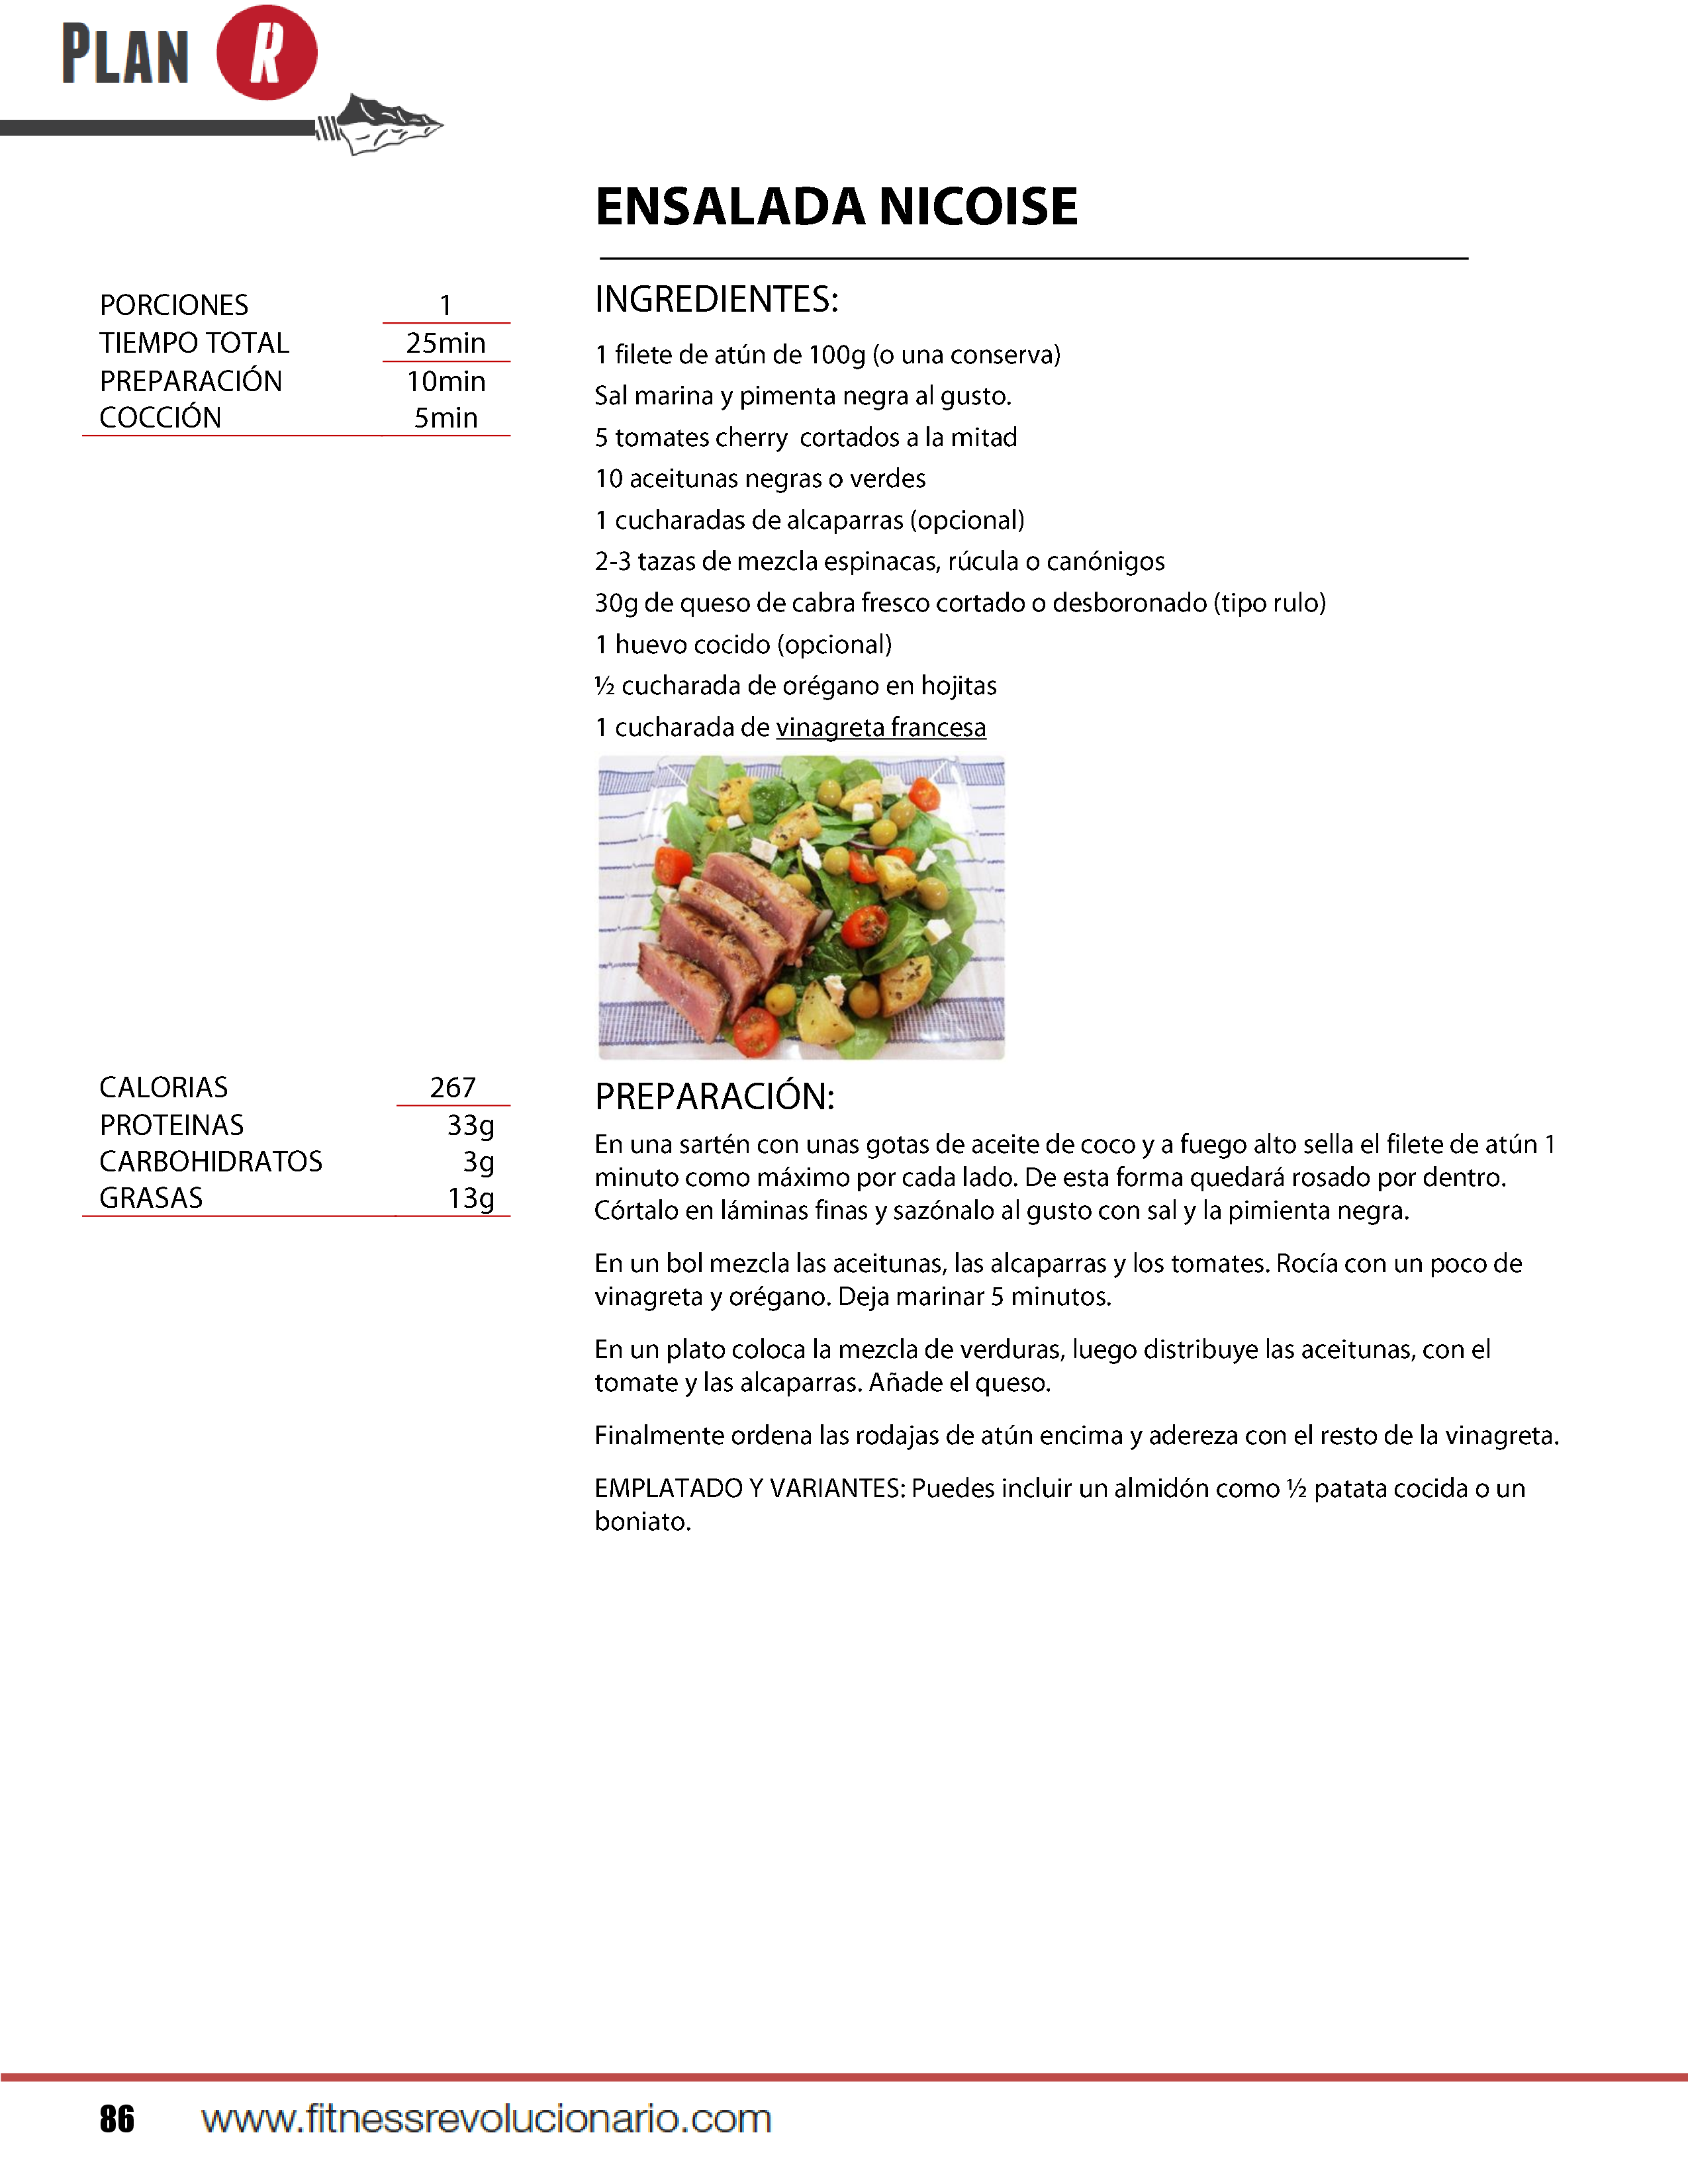 PLAN R
ENSALADA NICOISE
PORCIONES 1
TIEMPO TOTAL 25min
PREPARACIÓN 10min
COCCIÓN 5min
INGREDIENTES:
1 filete de atún de 100g (o una conserva)
Sal marina y pimenta negra al gusto.
5 tomates cherry  cortados a la mitad
10 aceitunas negras o verdes
1 cucharadas de alcaparras (opcional)
2-3 tazas de mezcla espinacas, rúcula o canónigos
30g de queso de cabra fresco cortado o desboronado (tipo rulo)
1 huevo cocido (opcional)
½ cucharada de orégano en hojitas
1 cucharada de vinagreta francesa
CALORIAS 267
PROTEINAS 33g
CARBOHIDRATOS 3g
GRASAS 13g
PREPARACIÓN:
En una sartén con unas gotas de aceite de coco y a fuego alto sella el filete de atún 1
minuto como máximo por cada lado. De esta forma quedará rosado por dentro.
Córtalo en láminas finas y sazónalo al gusto con sal y la pimienta negra.
En un bol mezcla las aceitunas, las alcaparras y los tomates. Rocía con un poco de
vinagreta y orégano. Deja marinar 5 minutos.
En un plato coloca la mezcla de verduras, luego distribuye las aceitunas, con el
tomate y las alcaparras. Añade el queso.
Finalmente ordena las rodajas de atún encima y adereza con el resto de la vinagreta.
EMPLATADO Y VARIANTES: Puedes incluir un almidón como ½ patata cocida o un
boniato.
86 www.fitnessrevolucionario.com